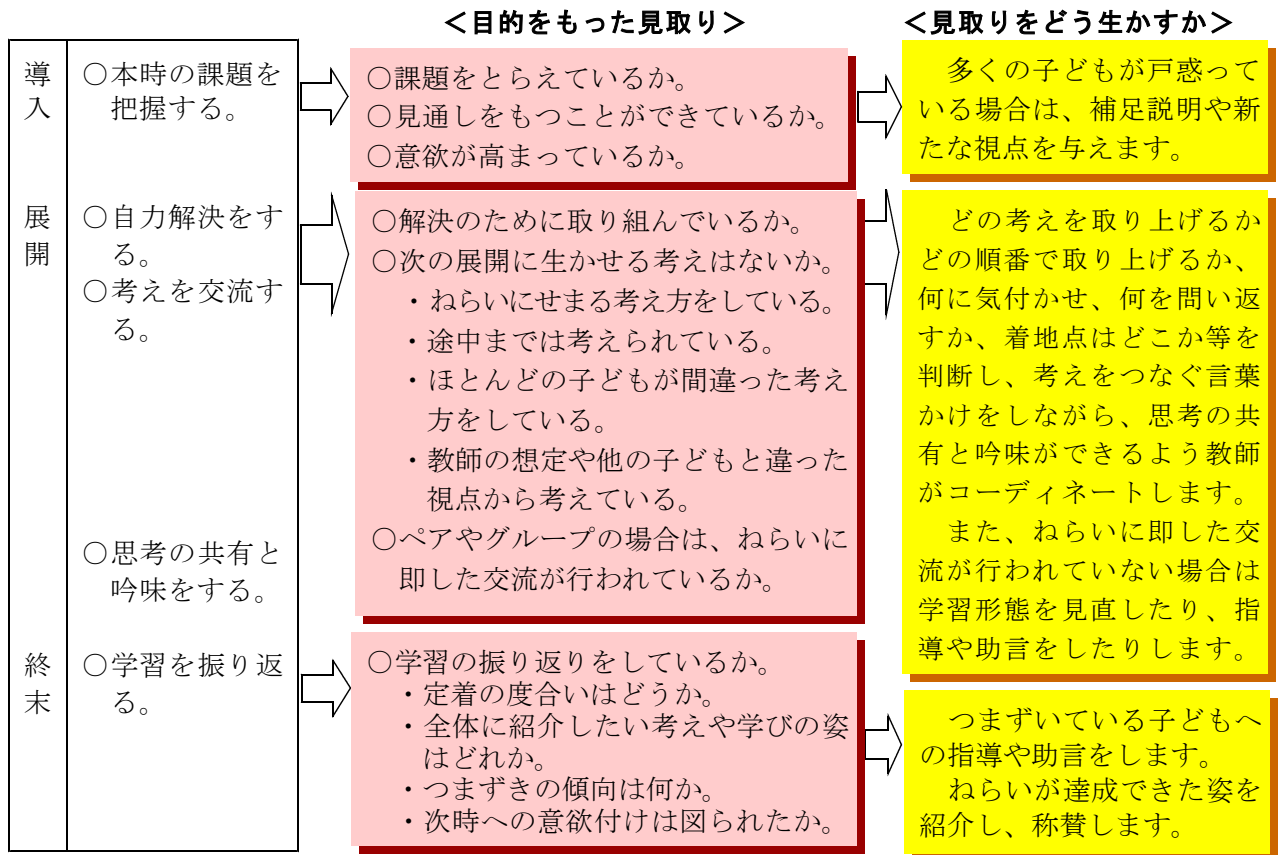 ＜目的をもった見取り＞
＜見取りをどう生かすか＞
導入
○本時の課題を
把握する。
○課題をとらえているか。
○見通しをもつことができているか。
○意欲が高まっているか。
多くの子どもが戸惑って
いる場合は、補足説明や新
たな視点を与えます。
展開
○自力解決をす
る。
○考えを交流す
る。
○思考の共有と
吟味をする。
○解決のために取り組んでいるか。
○次の展開に生かせる考えはないか。
・ねらいにせまる考え方をしている。
・途中までは考えられている。
・ほとんどの子どもが間違った考え
方をしている。
・教師の想定や他の子どもと違った
視点から考えている。
○ペアやグループの場合は、ねらいに
即した交流が行われているか。
どの考えを取り上げるか
どの順番で取り上げるか、
何に気付かせ、何を問い返
すか、着地点はどこか等を
判断し、考えをつなぐ言葉
かけをしながら、思考の共
有と吟味ができるよう教師
がコーディネートします。
また、ねらいに即した交
流が行われていない場合は
学習形態を見直したり、指
導や助言をしたりします。
終末
○学習を振り返
る。
○学習の振り返りをしているか。
・定着の度合いはどうか。
・全体に紹介したい考えや学びの姿
はどれか。
・つまずきの傾向は何か。
・次時への意欲付けは図られたか。
つまずいている子どもへ
の指導や助言をします。
ねらいが達成できた姿を
紹介し、称賛します。